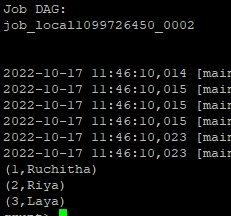 Job DAG:
job_local1099726450_0002
2022-10-17 11:46:10,014 [main
2022-10-17 11:46:10,015 [main
2022-10-17 11:46:10,015 [main
2022-10-17 11:46:10,015 [main
2022-10-17 11:46:10,023 [main
2022-10-17 11:46:10,023 [main
(1,Ruchitha)
(2,Riya)
(3,Laya)
grunt>